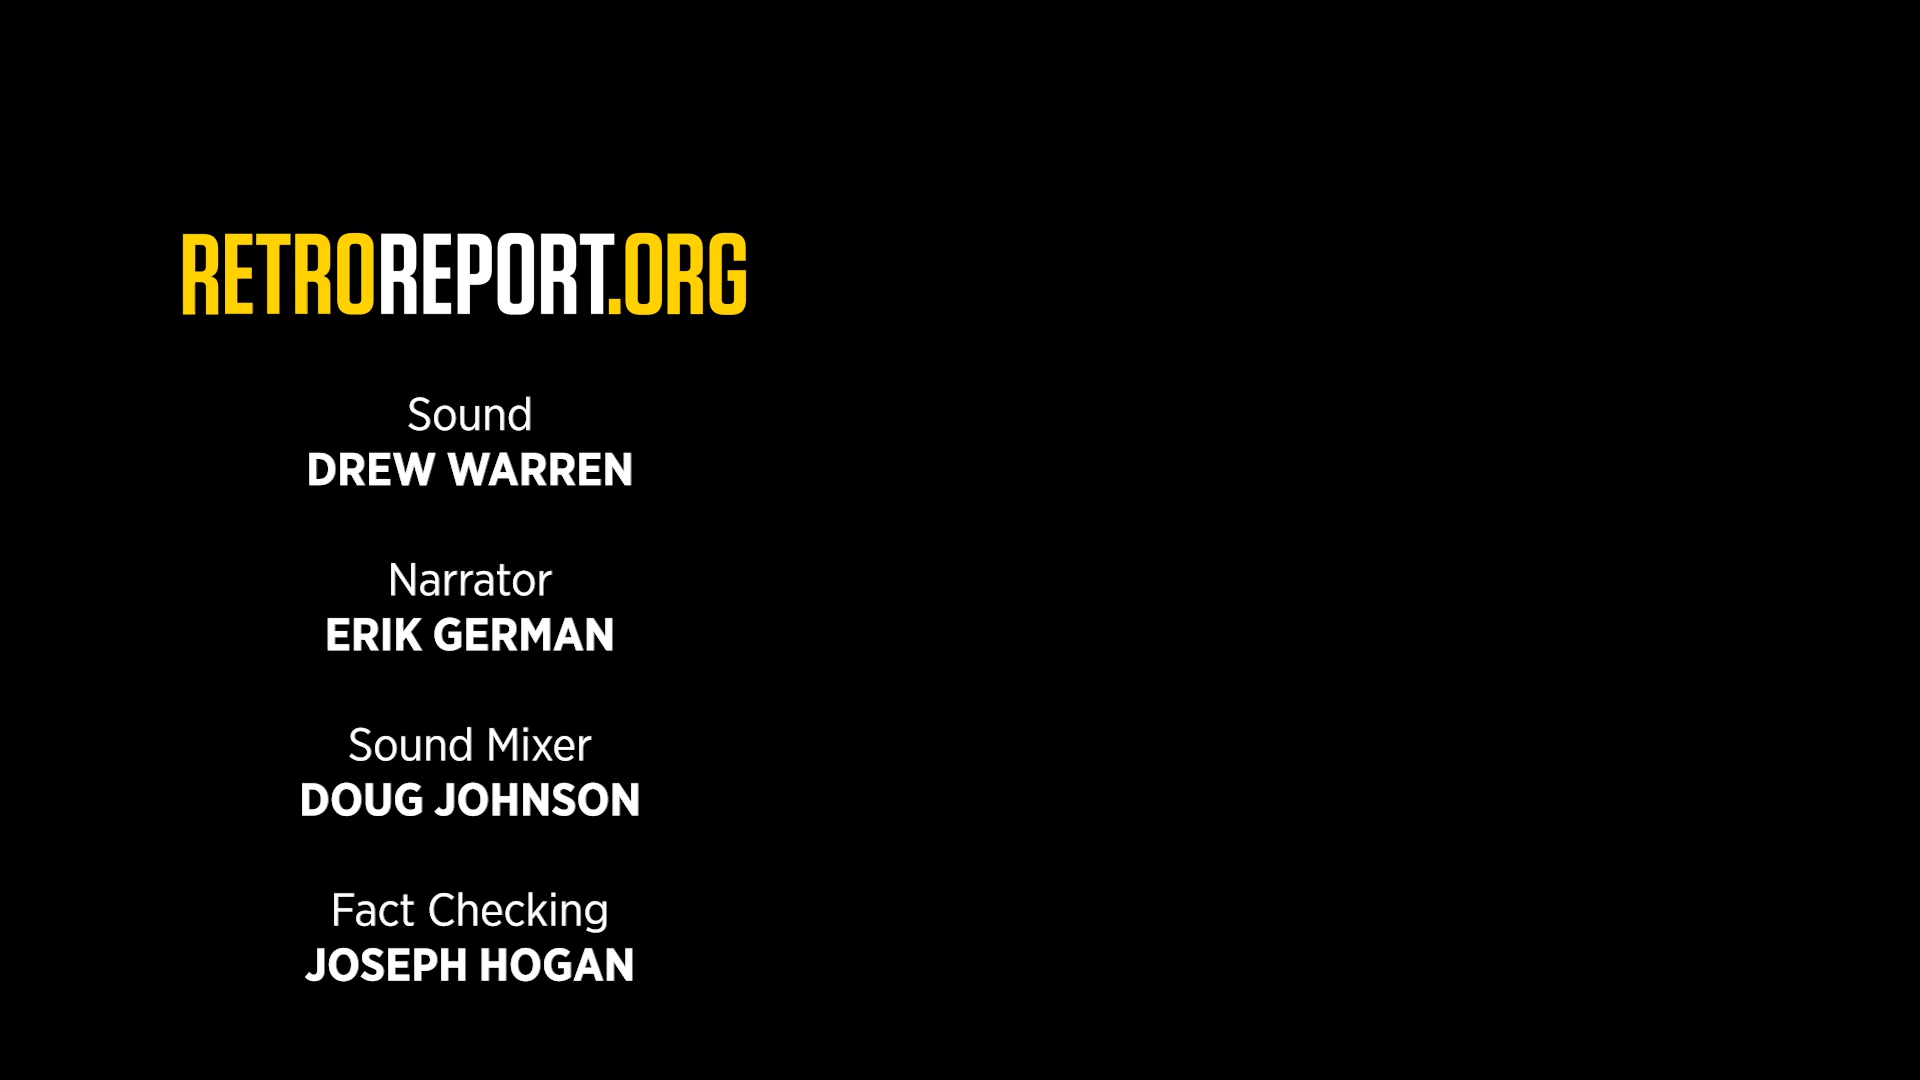 RETROREPORT.ORG
Sound
DREW WARREN
Narrator
ERIK GERMAN
Sound Mixer
DOUG JOHNSON
Fact Checking
JOSEPH HOGAN